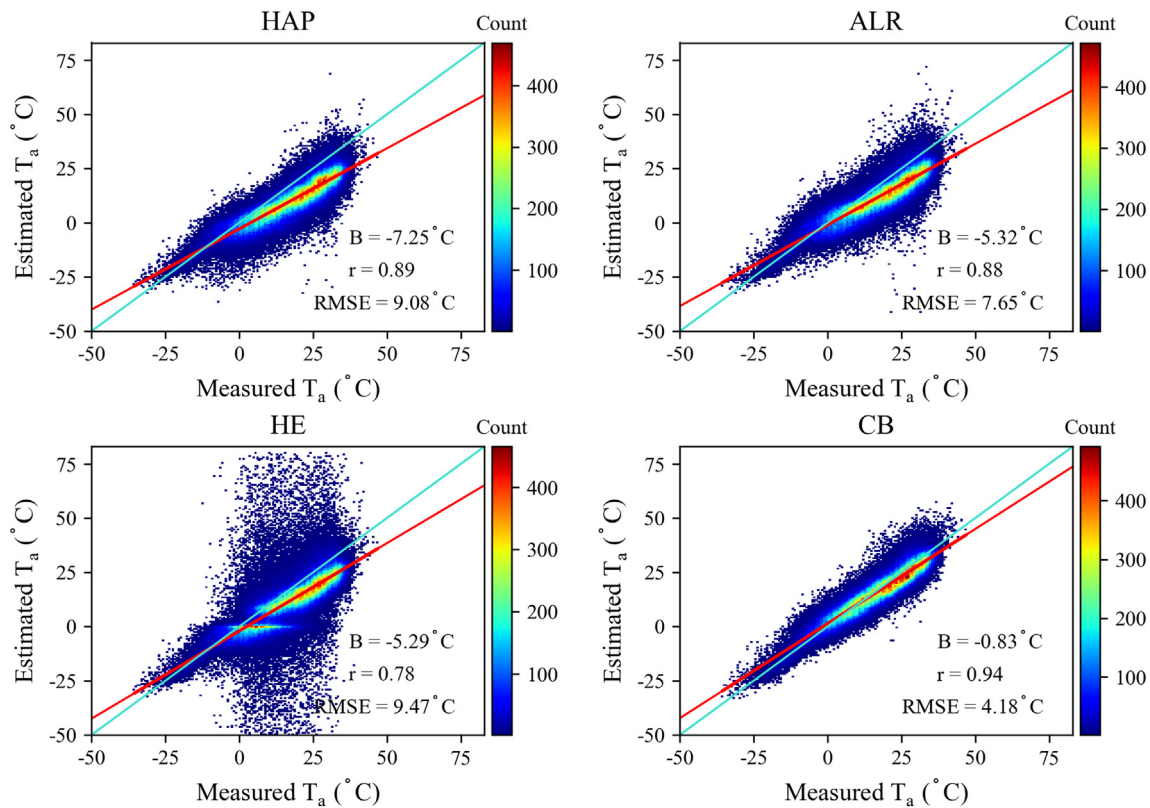 HAP
Count
75
50
25
0
-25
-50
-50
-25
0
25
50
75
Estimated Ta (°C)
Measured Ta (°C)
B = -7.25°C
r = 0.89
RMSE = 9.08°C
400
300
200
100
ALR
Count
75
50
25
0
-25
-50
-50
-25
0
25
50
75
Estimated Ta (°C)
Measured Ta (°C)
B = -5.32°C
r = 0.88
RMSE = 7.65°C
400
300
200
100
HE
Count
75
50
25
0
-25
-50
-50
-25
0
25
50
75
Estimated Ta (°C)
Measured Ta (°C)
B = -5.29°C
r = 0.78
RMSE = 9.47°C
400
300
200
100
CB
Count
75
50
25
0
-25
-50
-50
-25
0
25
50
75
Estimated Ta (°C)
Measured Ta (°C)
B = -0.83°C
r = 0.94
RMSE = 4.18°C
400
300
200
100